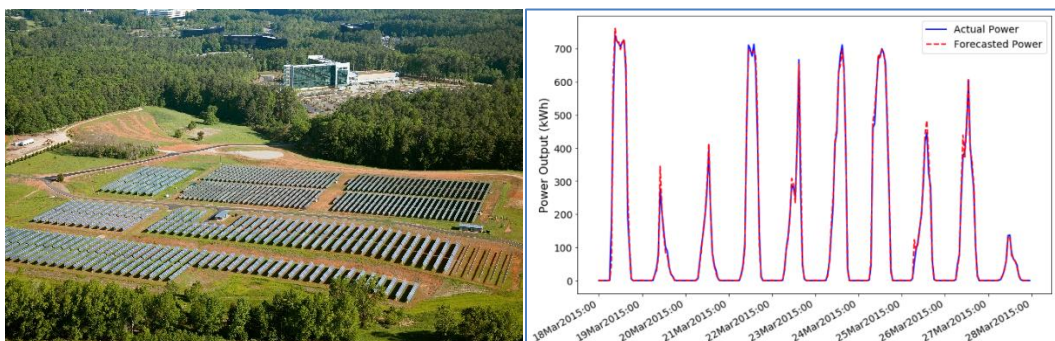 Actual Power
Forecasted Power
Power Output (kWh)
700
600
500
400
300
200
100
0
18Mar2015:00
19Mar2015:00
20Mar2015:00
21Mar2015:00
22Mar2015:00
23Mar2015:00
24Mar2015:00
25Mar2015:00
26Mar2015:00
27Mar2015:00
28Mar2015:00